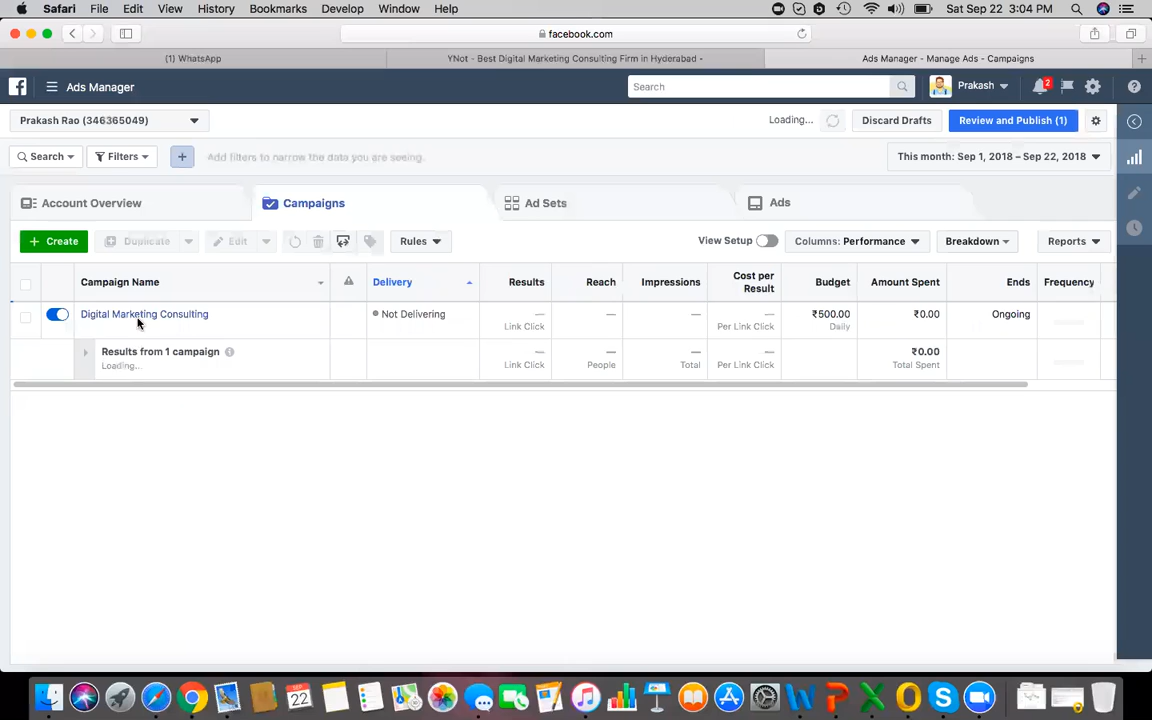 Safari File Edit View History Bookmarks Develop Window Help Sat Sep 22 3:04 PM
facebook.com
(1) WhatsApp YNot - Best Digital Marketing Consulting Firm in Hyderabad - Ads Manager - Manage Ads - Campaigns
Ads Manager Search Prakash 2
Prakash Rao (346365049) Loading... Discard Drafts Review and Publish (1)
Search Filters Add filters to narrow the data you are seeing. This month: Sep 1, 2018 – Sep 22, 2018
Account Overview Campaigns Ad Sets Ads
+ Create Duplicate Edit Rules View Setup Columns: Performance Breakdown Reports
Campaign Name Delivery Results Reach Impressions Cost per Result Budget Amount Spent Ends Frequency
Digital Marketing Consulting Not Delivering — — — — ₹500.00 ₹0.00 Ongoing
Link Click Per Link Click Daily
Results from 1 campaign — — — — ₹0.00
Loading... Link Click People Total Per Link Click Total Spent
22